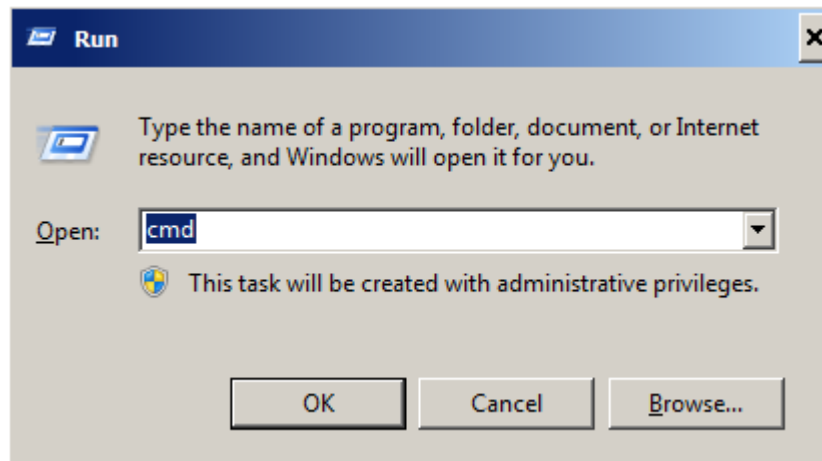 Run
Type the name of a program, folder, document, or Internet
resource, and Windows will open it for you.
Open: cmd
This task will be created with administrative privileges.
OK Cancel Browse...